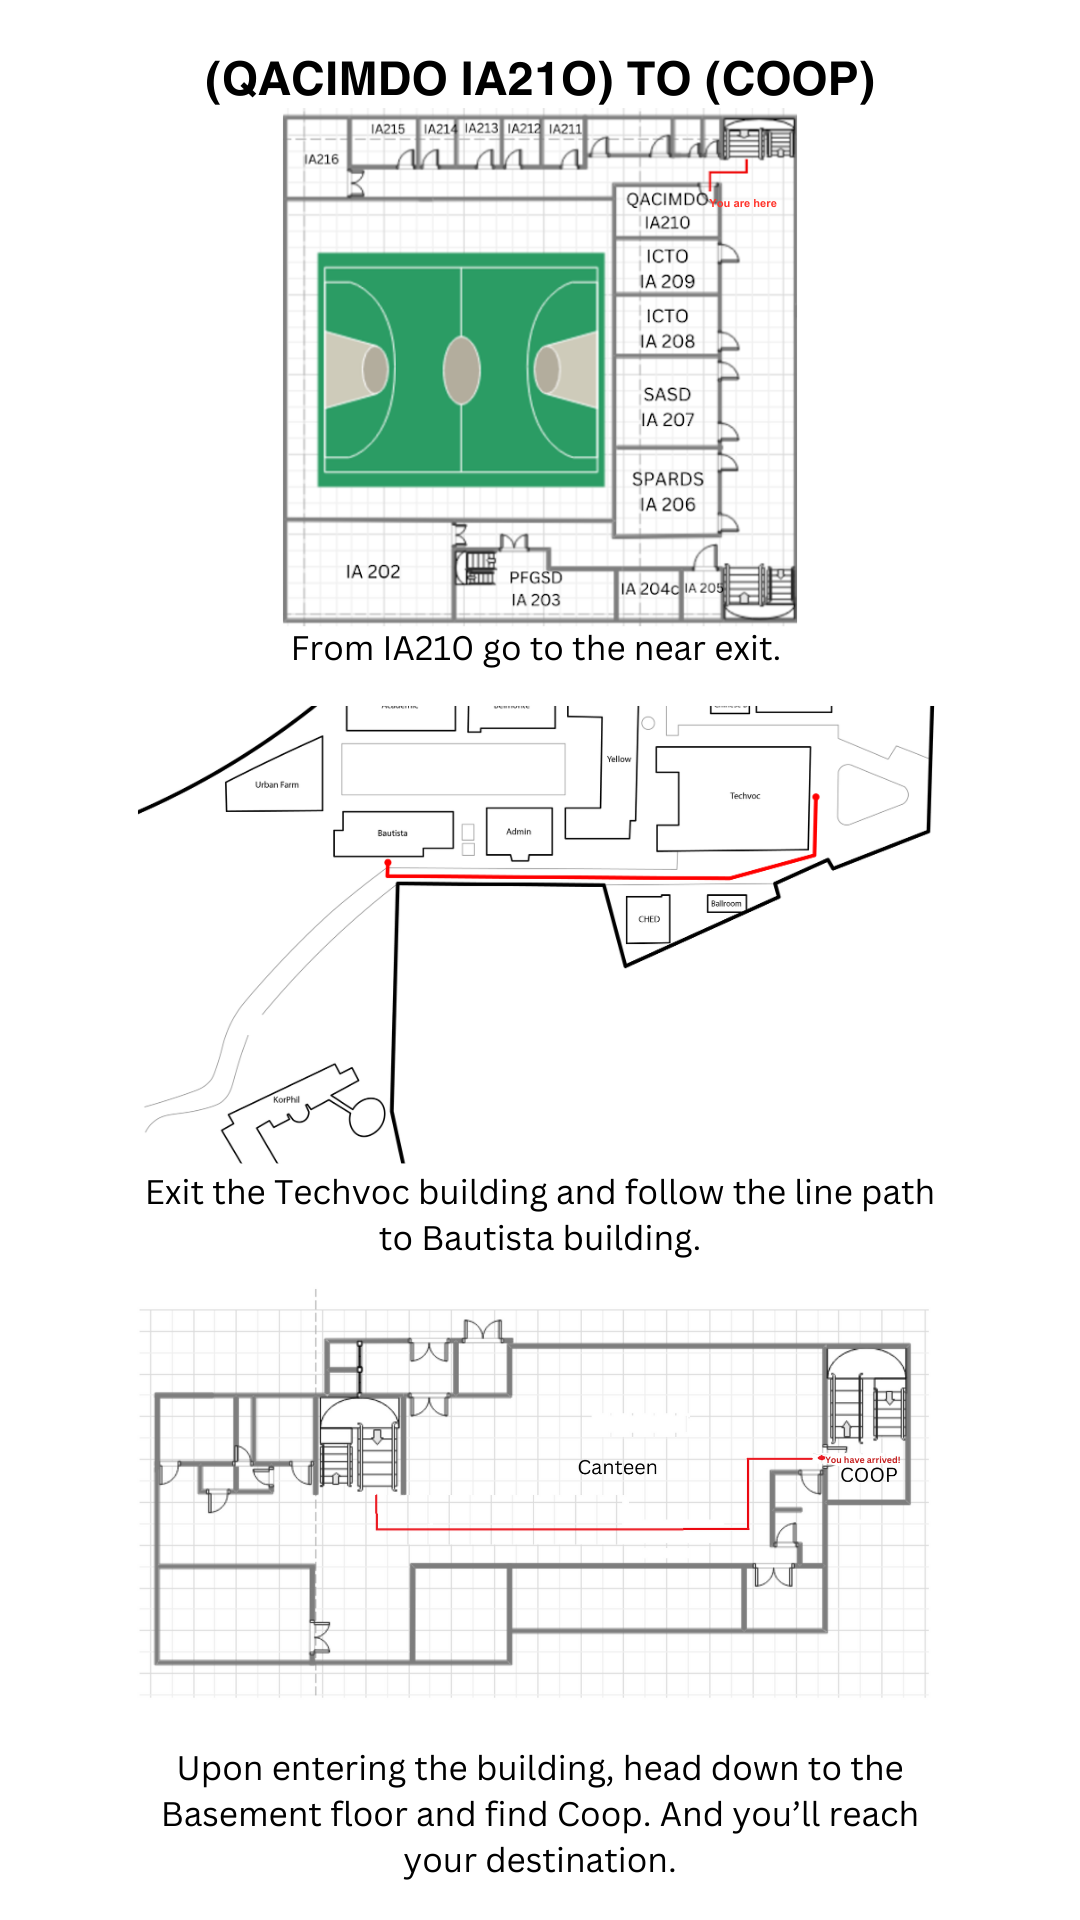 (QACIMDO IA21O) TO (COOP)
IA215
IA214
IA213
IA212
IA211
IA216
QACIMDO
IA210
You are here
ICTO
IA 209
ICTO
IA 208
SASD
IA 207
SPARDS
IA 206
IA 202
PFGSD
IA 203
IA 204c
IA 205
From IA210 go to the near exit.
Academic
Belmonte
Yellow
Urban Farm
Techvoc
Bautista
Admin
CHED
Ballroom
KorPhil
Exit the Techvoc building and follow the line path
to Bautista building.
Canteen
You have arrived!
COOP
Upon entering the building, head down to the
Basement floor and find Coop. And you’ll reach
your destination.